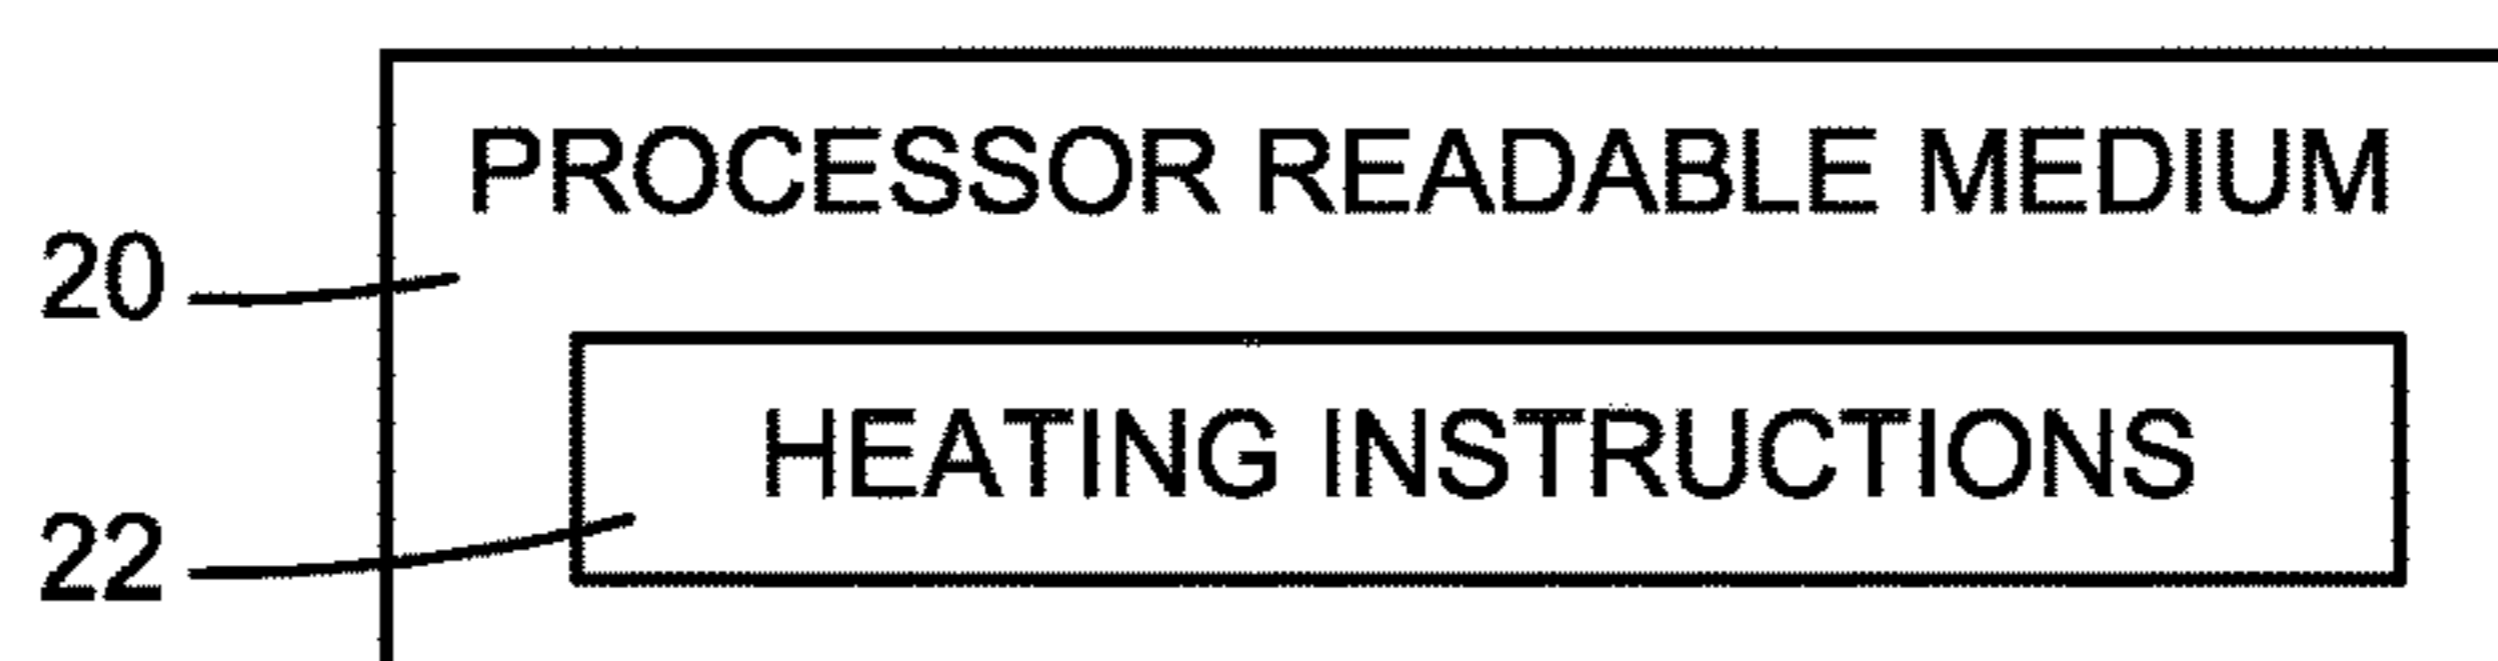 PROCESSOR READABLE MEDIUM
20
HEATING INSTRUCTIONS
22